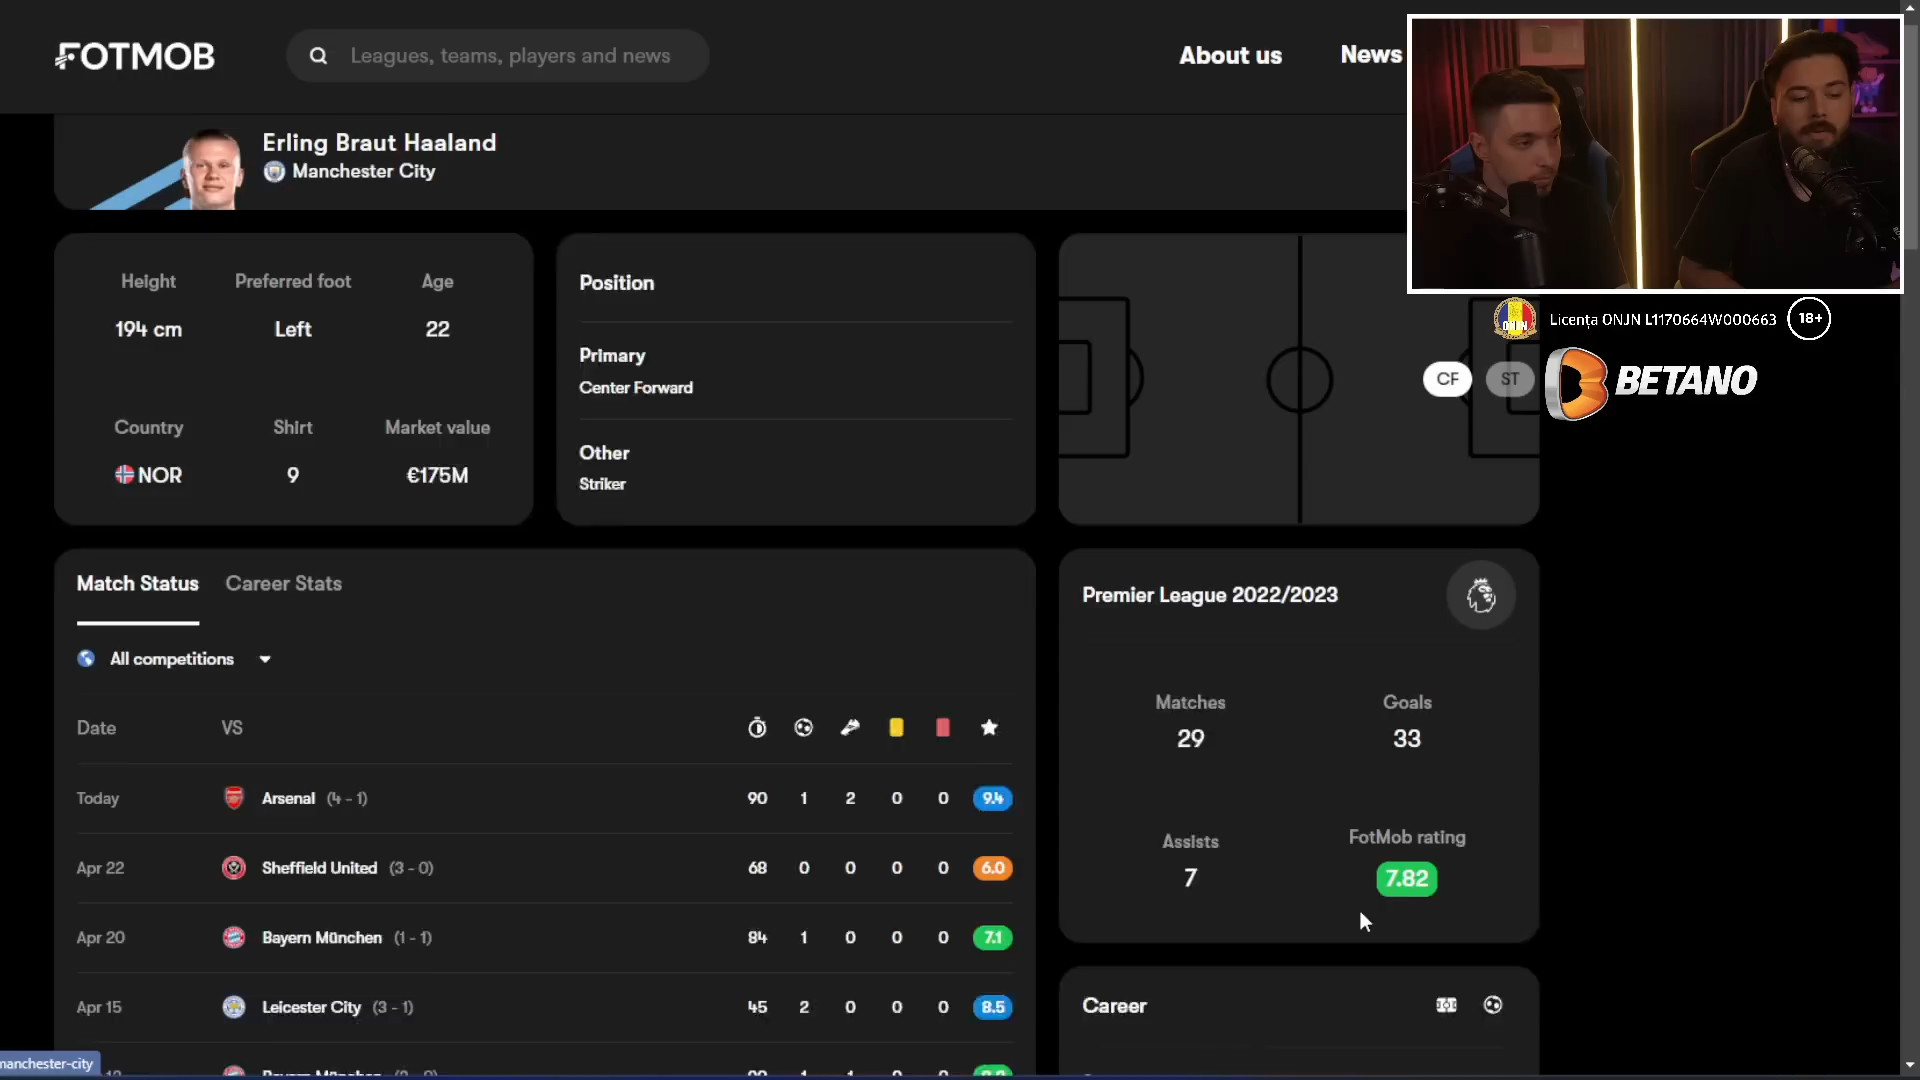 FOTMOB
Leagues, teams, players and news
About us
News
Erling Braut Haaland
Manchester City
Height
Preferred foot
Age
194 cm
Left
22
Country
Shirt
Market value
NOR
9
€175M
Position
Primary
Center Forward
Other
Striker
CF
ST
ONJN
Licența ONJN L1170664W000663
18+
BETANO
Match Status
Career Stats
All competitions
Date
VS
Today
Arsenal (4 - 1)
90 1 2 0 0 9.4
Apr 22
Sheffield United (3 - 0)
68 0 0 0 0 6.0
Apr 20
Bayern München (1 - 1)
84 1 0 0 0 7.1
Apr 15
Leicester City (3 - 1)
45 2 0 0 0 8.5
Premier League 2022/2023
Matches
Goals
29
33
Assists
FotMob rating
7
7.82
Career
manchester-city